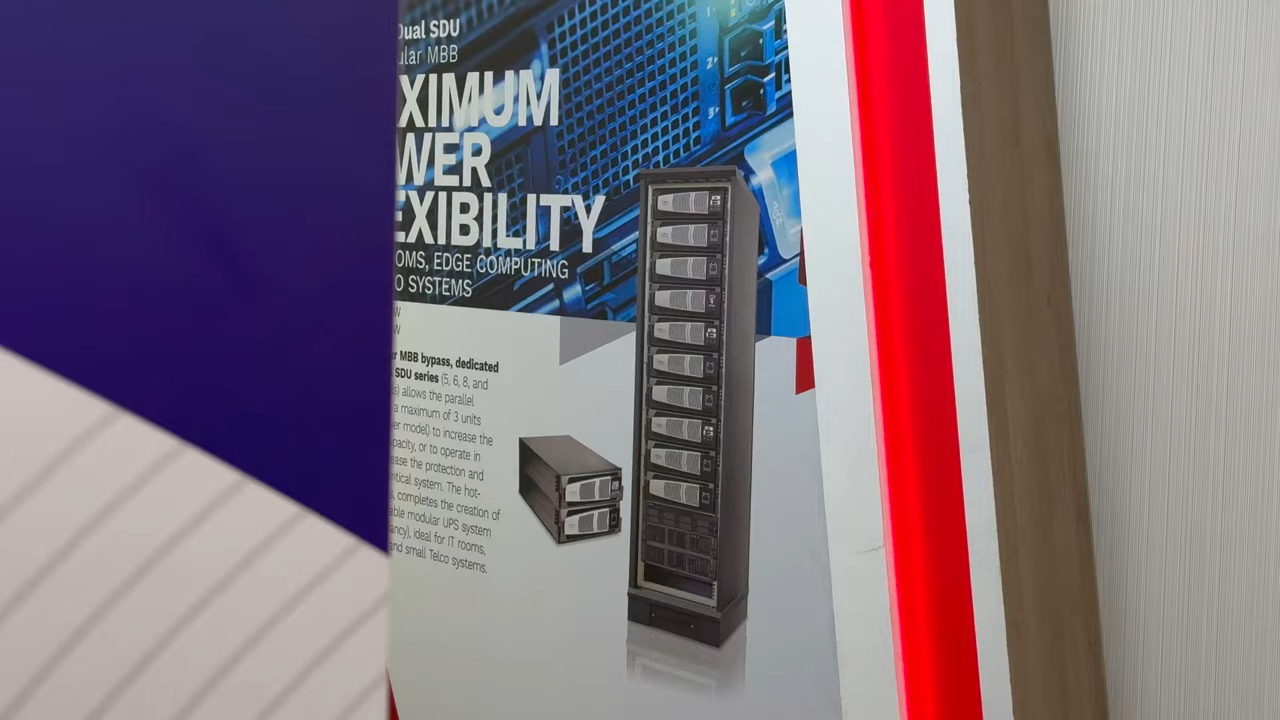 Dual SDU
ular MBB
XIMUM
WER
EXIBILITY
OMS, EDGE COMPUTING
O SYSTEMS
W
W
r MBB bypass, dedicated
SDU series (5, 6, 8, and
s) allows the parallel
a maximum of 3 units
er model) to increase the
pacity, or to operate in
ease the protection and
ritical system. The hot-
s, completes the creation of
able modular UPS system
ancy), ideal for IT rooms,
and small Telco systems.